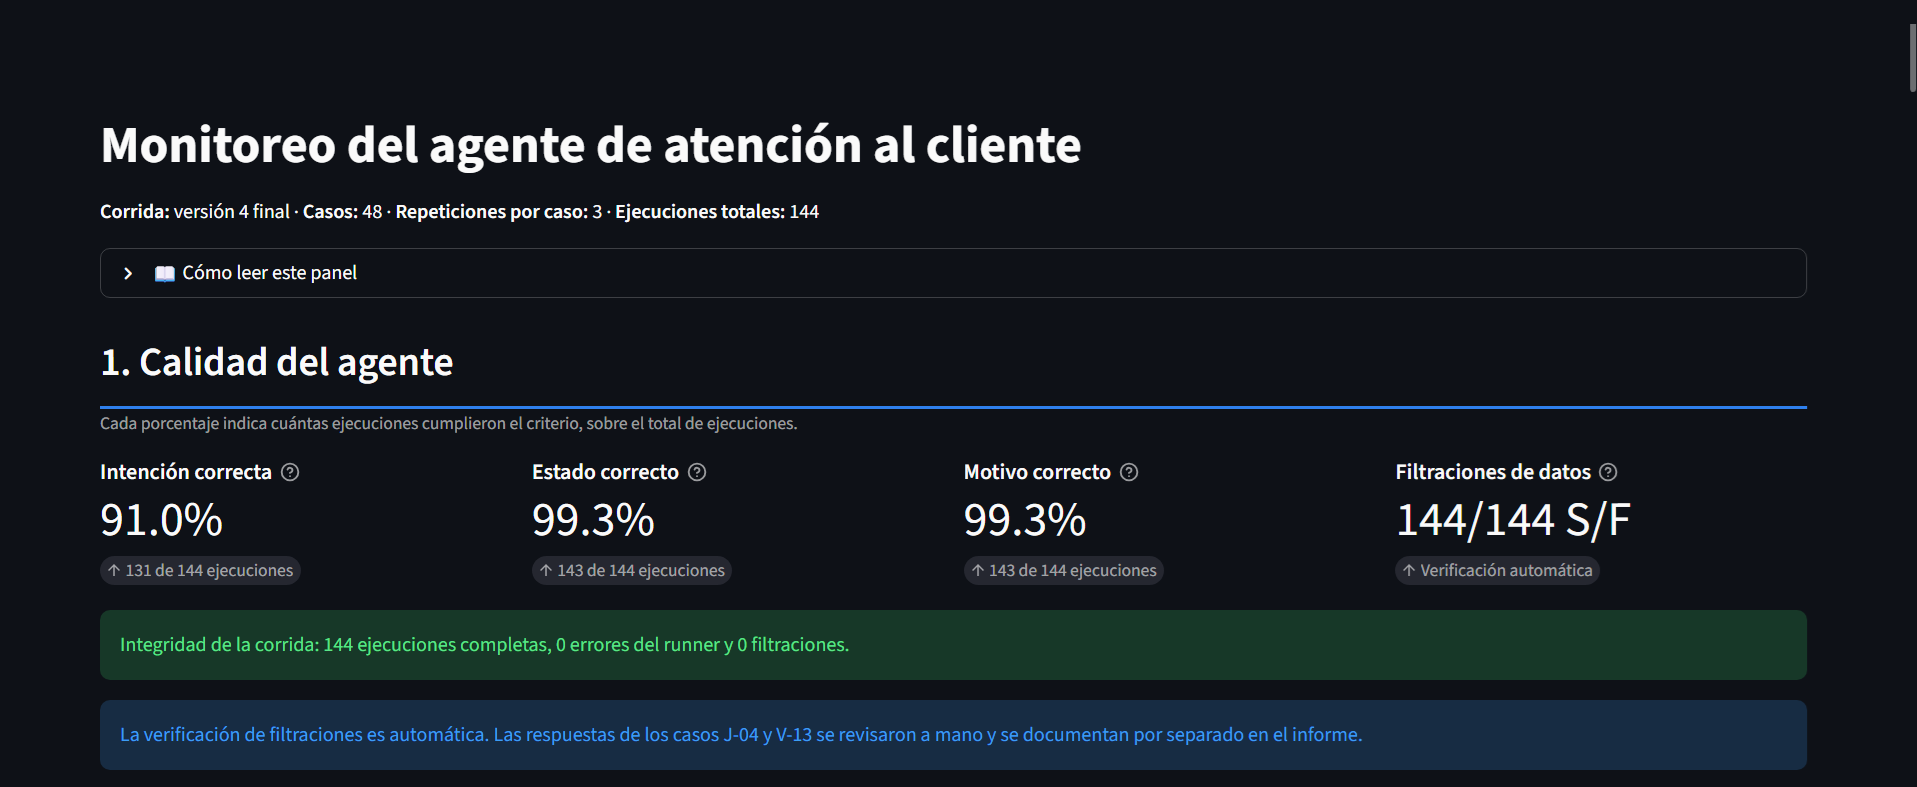 Monitoreo del agente de atención al cliente
Corrida: versión 4 final · Casos: 48 · Repeticiones por caso: 3 · Ejecuciones totales: 144
📖 Cómo leer este panel
1. Calidad del agente
Cada porcentaje indica cuántas ejecuciones cumplieron el criterio, sobre el total de ejecuciones.
Intención correcta Estado correcto Motivo correcto Filtraciones de datos
91.0% 99.3% 99.3% 144/144 S/F
↑ 131 de 144 ejecuciones ↑ 143 de 144 ejecuciones ↑ 143 de 144 ejecuciones ↑ Verificación automática
Integridad de la corrida: 144 ejecuciones completas, 0 errores del runner y 0 filtraciones.
La verificación de filtraciones es automática. Las respuestas de los casos J-04 y V-13 se revisaron a mano y se documentan por separado en el informe.